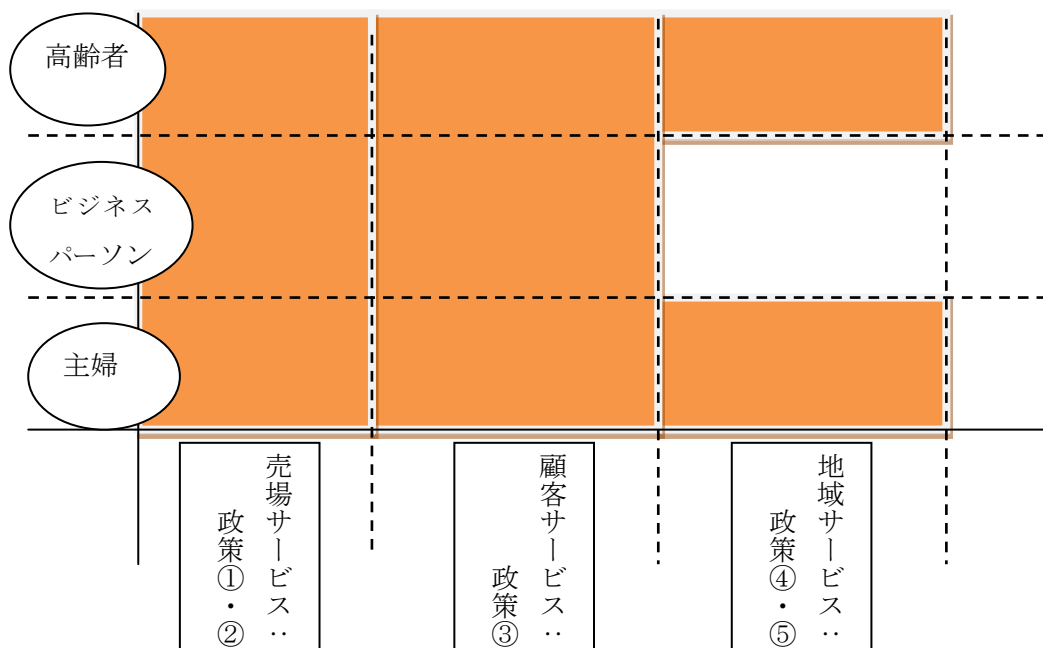 高齢者
ビジネス
パーソン
主婦
売場サービス：
政策①・②
顧客サービス：
政策③
地域サービス：
政策④・⑤